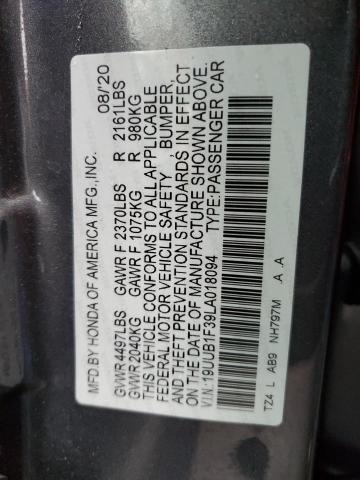 MFD BY HONDA OF AMERICA MFG.,INC. 08/'20
GVWR 4497LBS GAWR F 2370LBS R 2161LBS
GVWR 2040KG GAWR F 1075KG R 980KG
THIS VEHICLE CONFORMS TO ALL APPLICABLE
FEDERAL MOTOR VEHICLE SAFETY , BUMPER,
AND THEFT PREVENTION STANDARDS IN EFFECT
ON THE DATE OF MANUFACTURE SHOWN ABOVE.
V.I.N.:19UUB1F39LA018094 TYPE:PASSENGER CAR
TZ4 L AB9 NH797M A .A